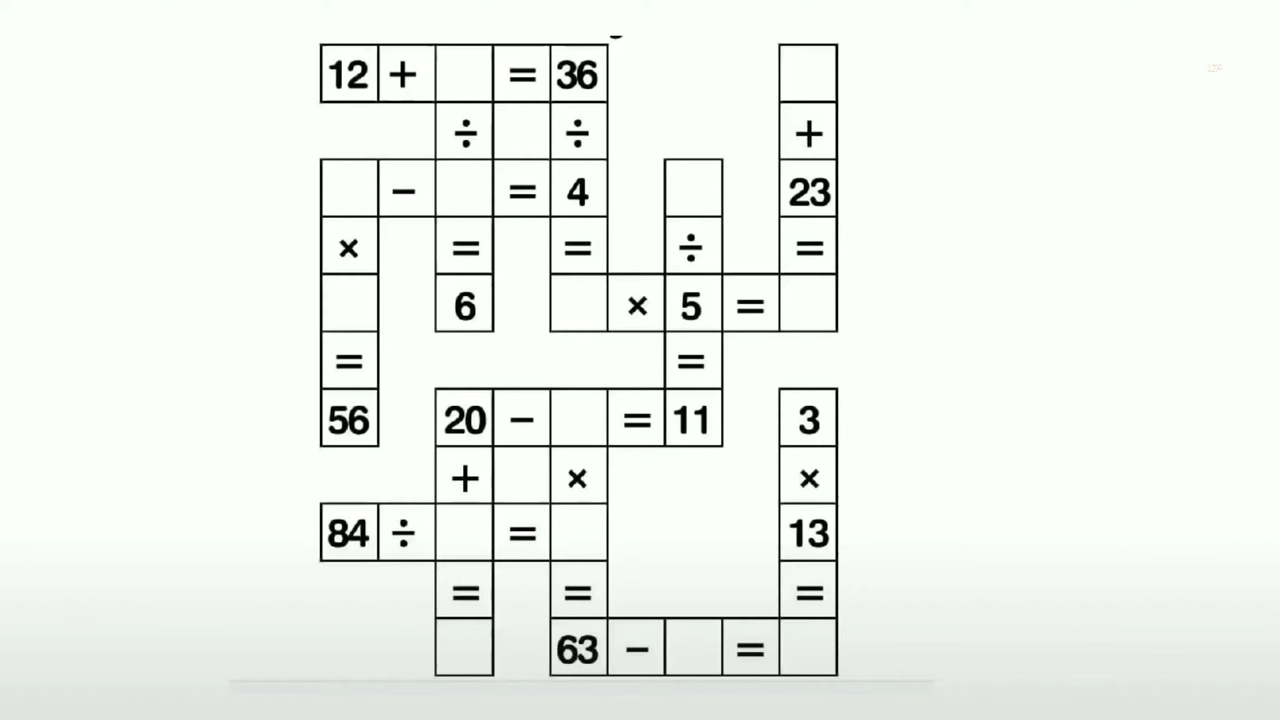 12 + = 36
÷ ÷ +
− = 4 23
× = = ÷ =
6 × 5 =
= =
56 20 − = 11 3
+ × ×
84 ÷ = 13
= = =
63 − =